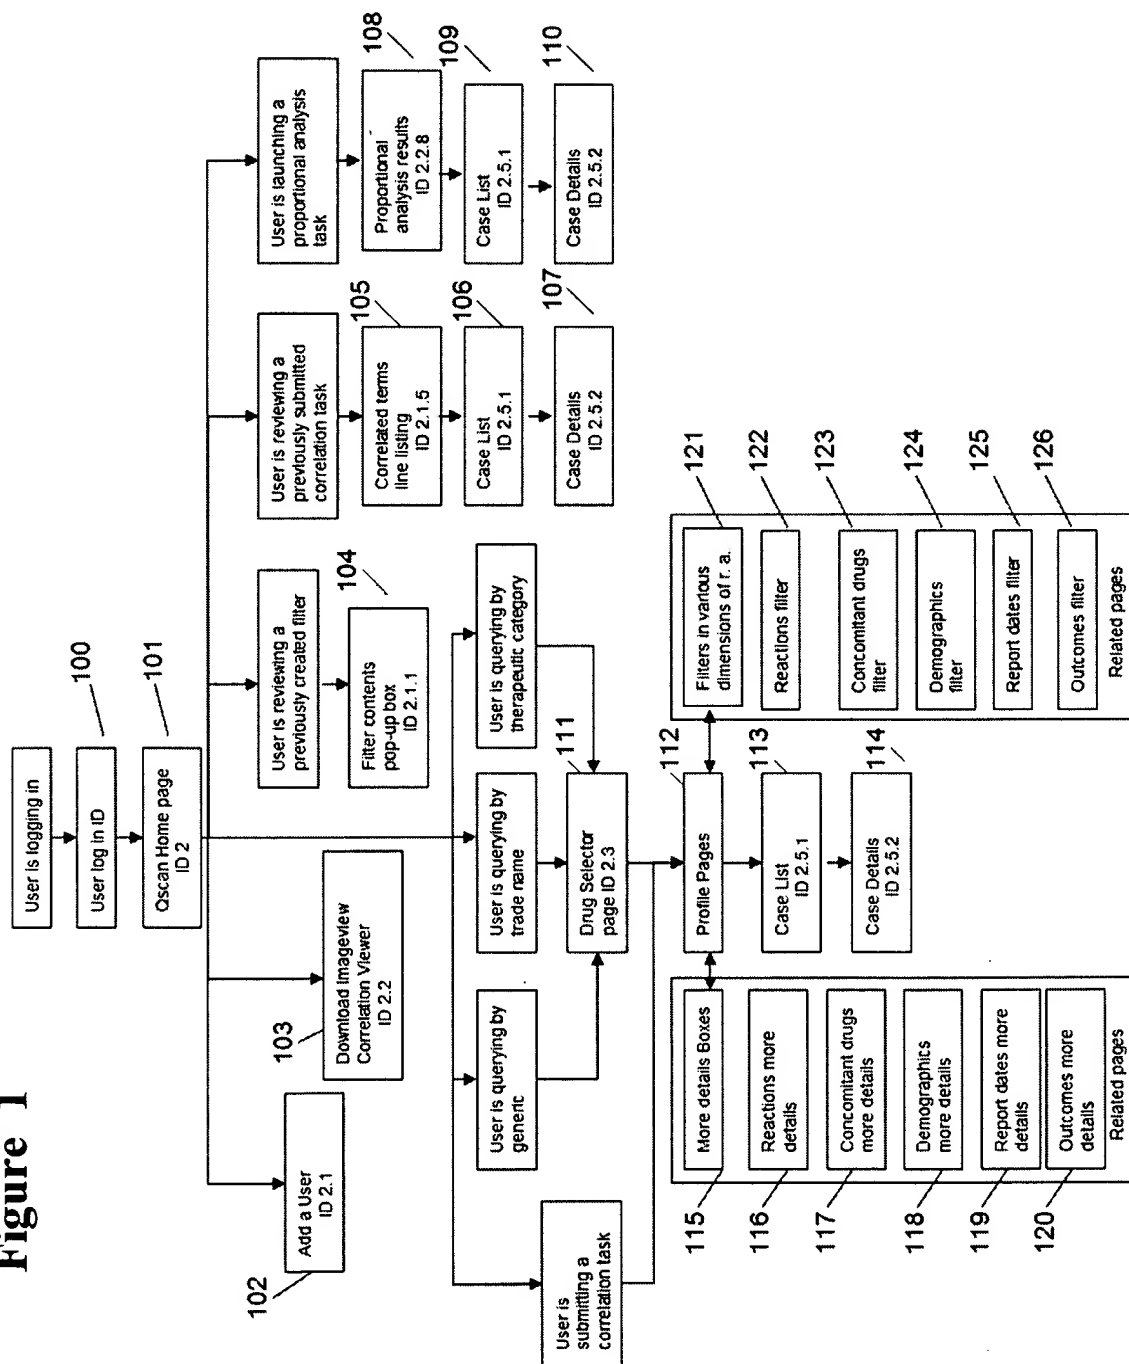 Figure 1
User is logging in
User log in ID
100
Qscan Home page
ID 2
101
Add a User
ID 2.1
102
Download Imageview
Correlation Viewer
ID 2.2
103
User is reviewing a
previously created filter
Filter contents
pop-up box
ID 2.1.1
104
User is reviewing a
previously submitted
correlation task
Correlated terms
line listing
ID 2.1.5
105
Case List
ID 2.5.1
106
Case Details
ID 2.5.2
107
User is launching a
proportional analysis
task
Proportional
analysis results
ID 2.2.8
108
Case List
ID 2.5.1
109
Case Details
ID 2.5.2
110
User is
submitting a
correlation task
User is querying by
generic
User is querying by
trade name
User is querying by
therapeutic category
Drug Selector
page ID 2.3
111
Profile Pages
112
Case List
ID 2.5.1
113
Case Details
ID 2.5.2
114
More details Boxes
115
Reactions more
details
116
Concomitant drugs
more details
117
Demographics
more details
118
Report dates more
details
119
Outcomes more
details
120
Related pages
Filters in various
dimensions of r. a.
121
Reactions filter
122
Concomitant drugs
filter
123
Demographics
filter
124
Report dates filter
125
Outcomes filter
126
Related pages